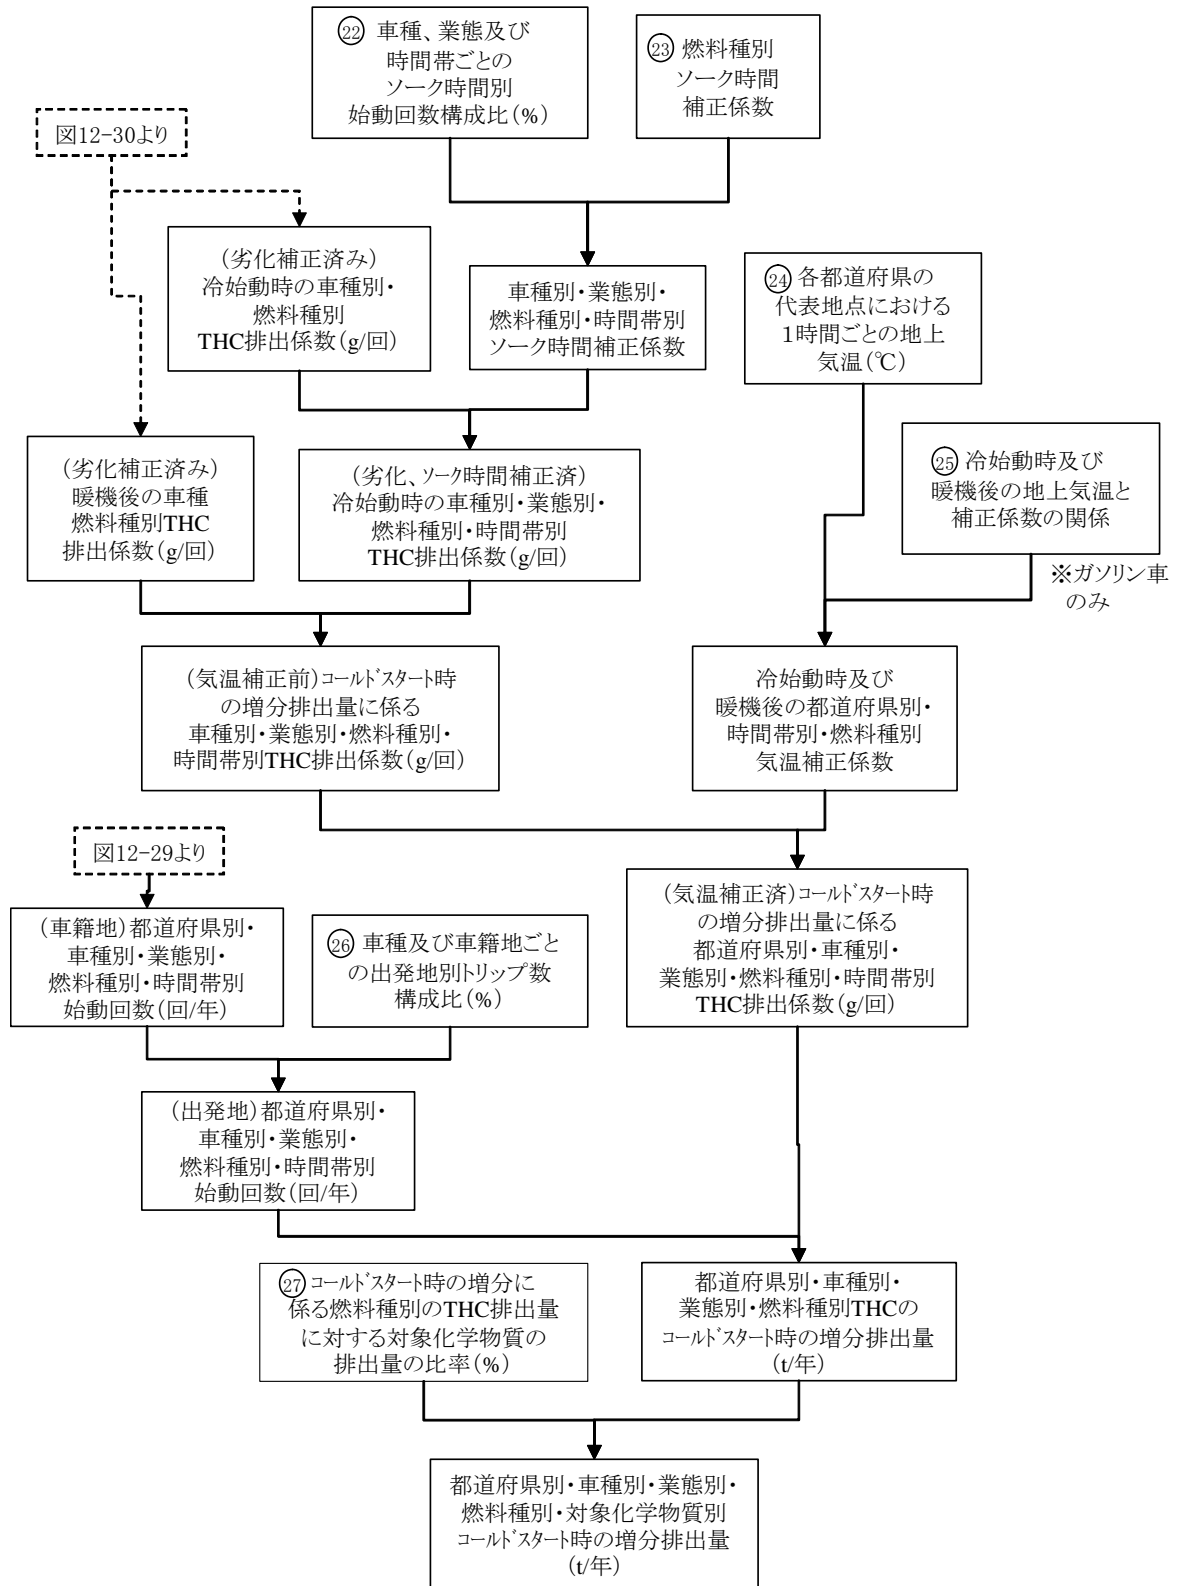 ㉒ 車種、業態及び
時間帯ごとの
ソーク時間別
始動回数構成比(%)
㉓ 燃料種別
ソーク時間
補正係数
図12-30より
(劣化補正済み)
冷始動時の車種別・
燃料種別
THC排出係数(g/回)
車種別・業態別・
燃料種別・時間帯別
ソーク時間補正係数
㉔ 各都道府県の
代表地点における
1時間ごとの地上
気温(℃)
(劣化補正済み)
暖機後の車種
燃料種別THC
排出係数(g/回)
(劣化、ソーク時間補正済)
冷始動時の車種別・業態別・
燃料種別・時間帯別
THC排出係数(g/回)
㉕ 冷始動時及び
暖機後の地上気温と
補正係数の関係
※ガソリン車
のみ
(気温補正前)コールドスタート時
の増分排出量に係る
車種別・業態別・燃料種別・
時間帯別THC排出係数(g/回)
冷始動時及び
暖機後の都道府県別・
時間帯別・燃料種別
気温補正係数
図12-29より
(車籍地)都道府県別・
車種別・業態別・
燃料種別・時間帯別
始動回数(回/年)
㉖ 車種及び車籍地ごと
の出発地別トリップ数
構成比(%)
(気温補正済)コールドスタート時
の増分排出量に係る
都道府県別・車種別・
業態別・燃料種別・時間帯別
THC排出係数(g/回)
(出発地)都道府県別・
車種別・業態別・
燃料種別・時間帯別
始動回数(回/年)
㉗ コールドスタート時の増分に
係る燃料種別のTHC排出量
に対する対象化学物質の
排出量の比率(%)
都道府県別・車種別・
業態別・燃料種別THCの
コールドスタート時の増分排出量
(t/年)
都道府県別・車種別・業態別・
燃料種別・対象化学物質別
コールドスタート時の増分排出量
(t/年)